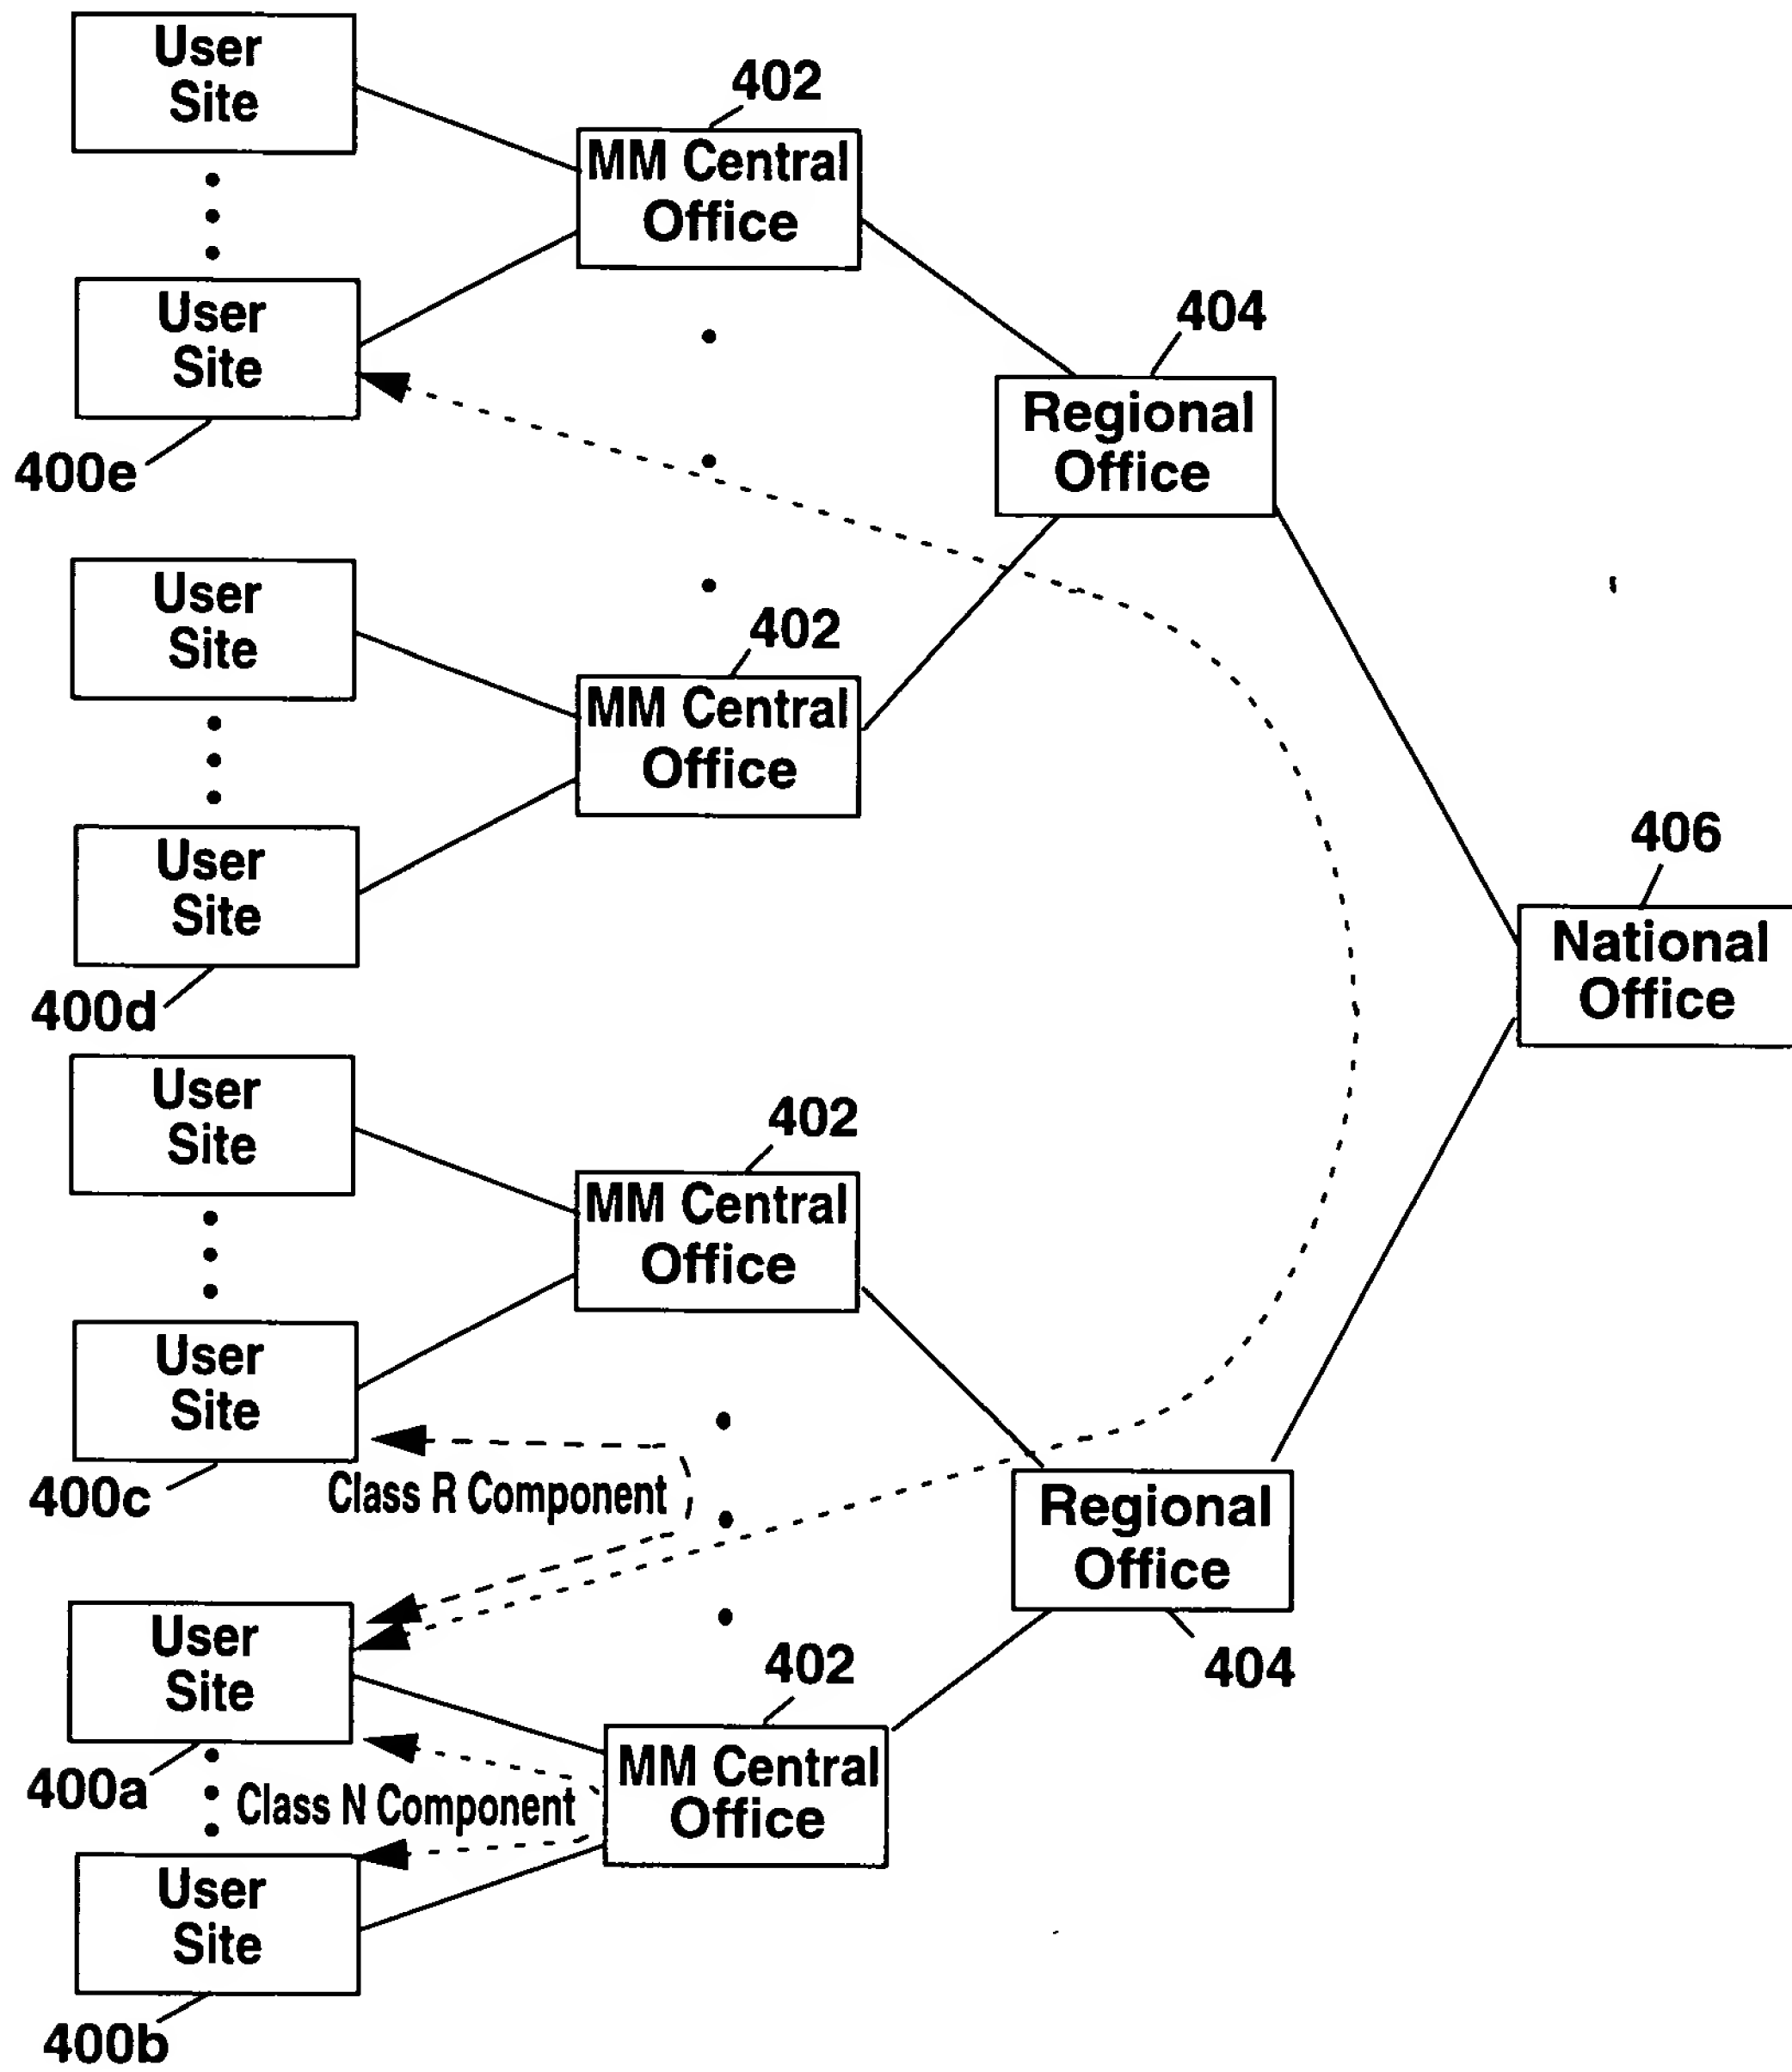 User
Site
402
MM Central
Office
User
Site
400e
404
Regional
Office
User
Site
402
MM Central
Office
User
Site
400d
406
National
Office
User
Site
402
MM Central
Office
User
Site
400c
Class R Component
Regional
Office
404
User
Site
400a
402
MM Central
Office
Class N Component
User
Site
400b